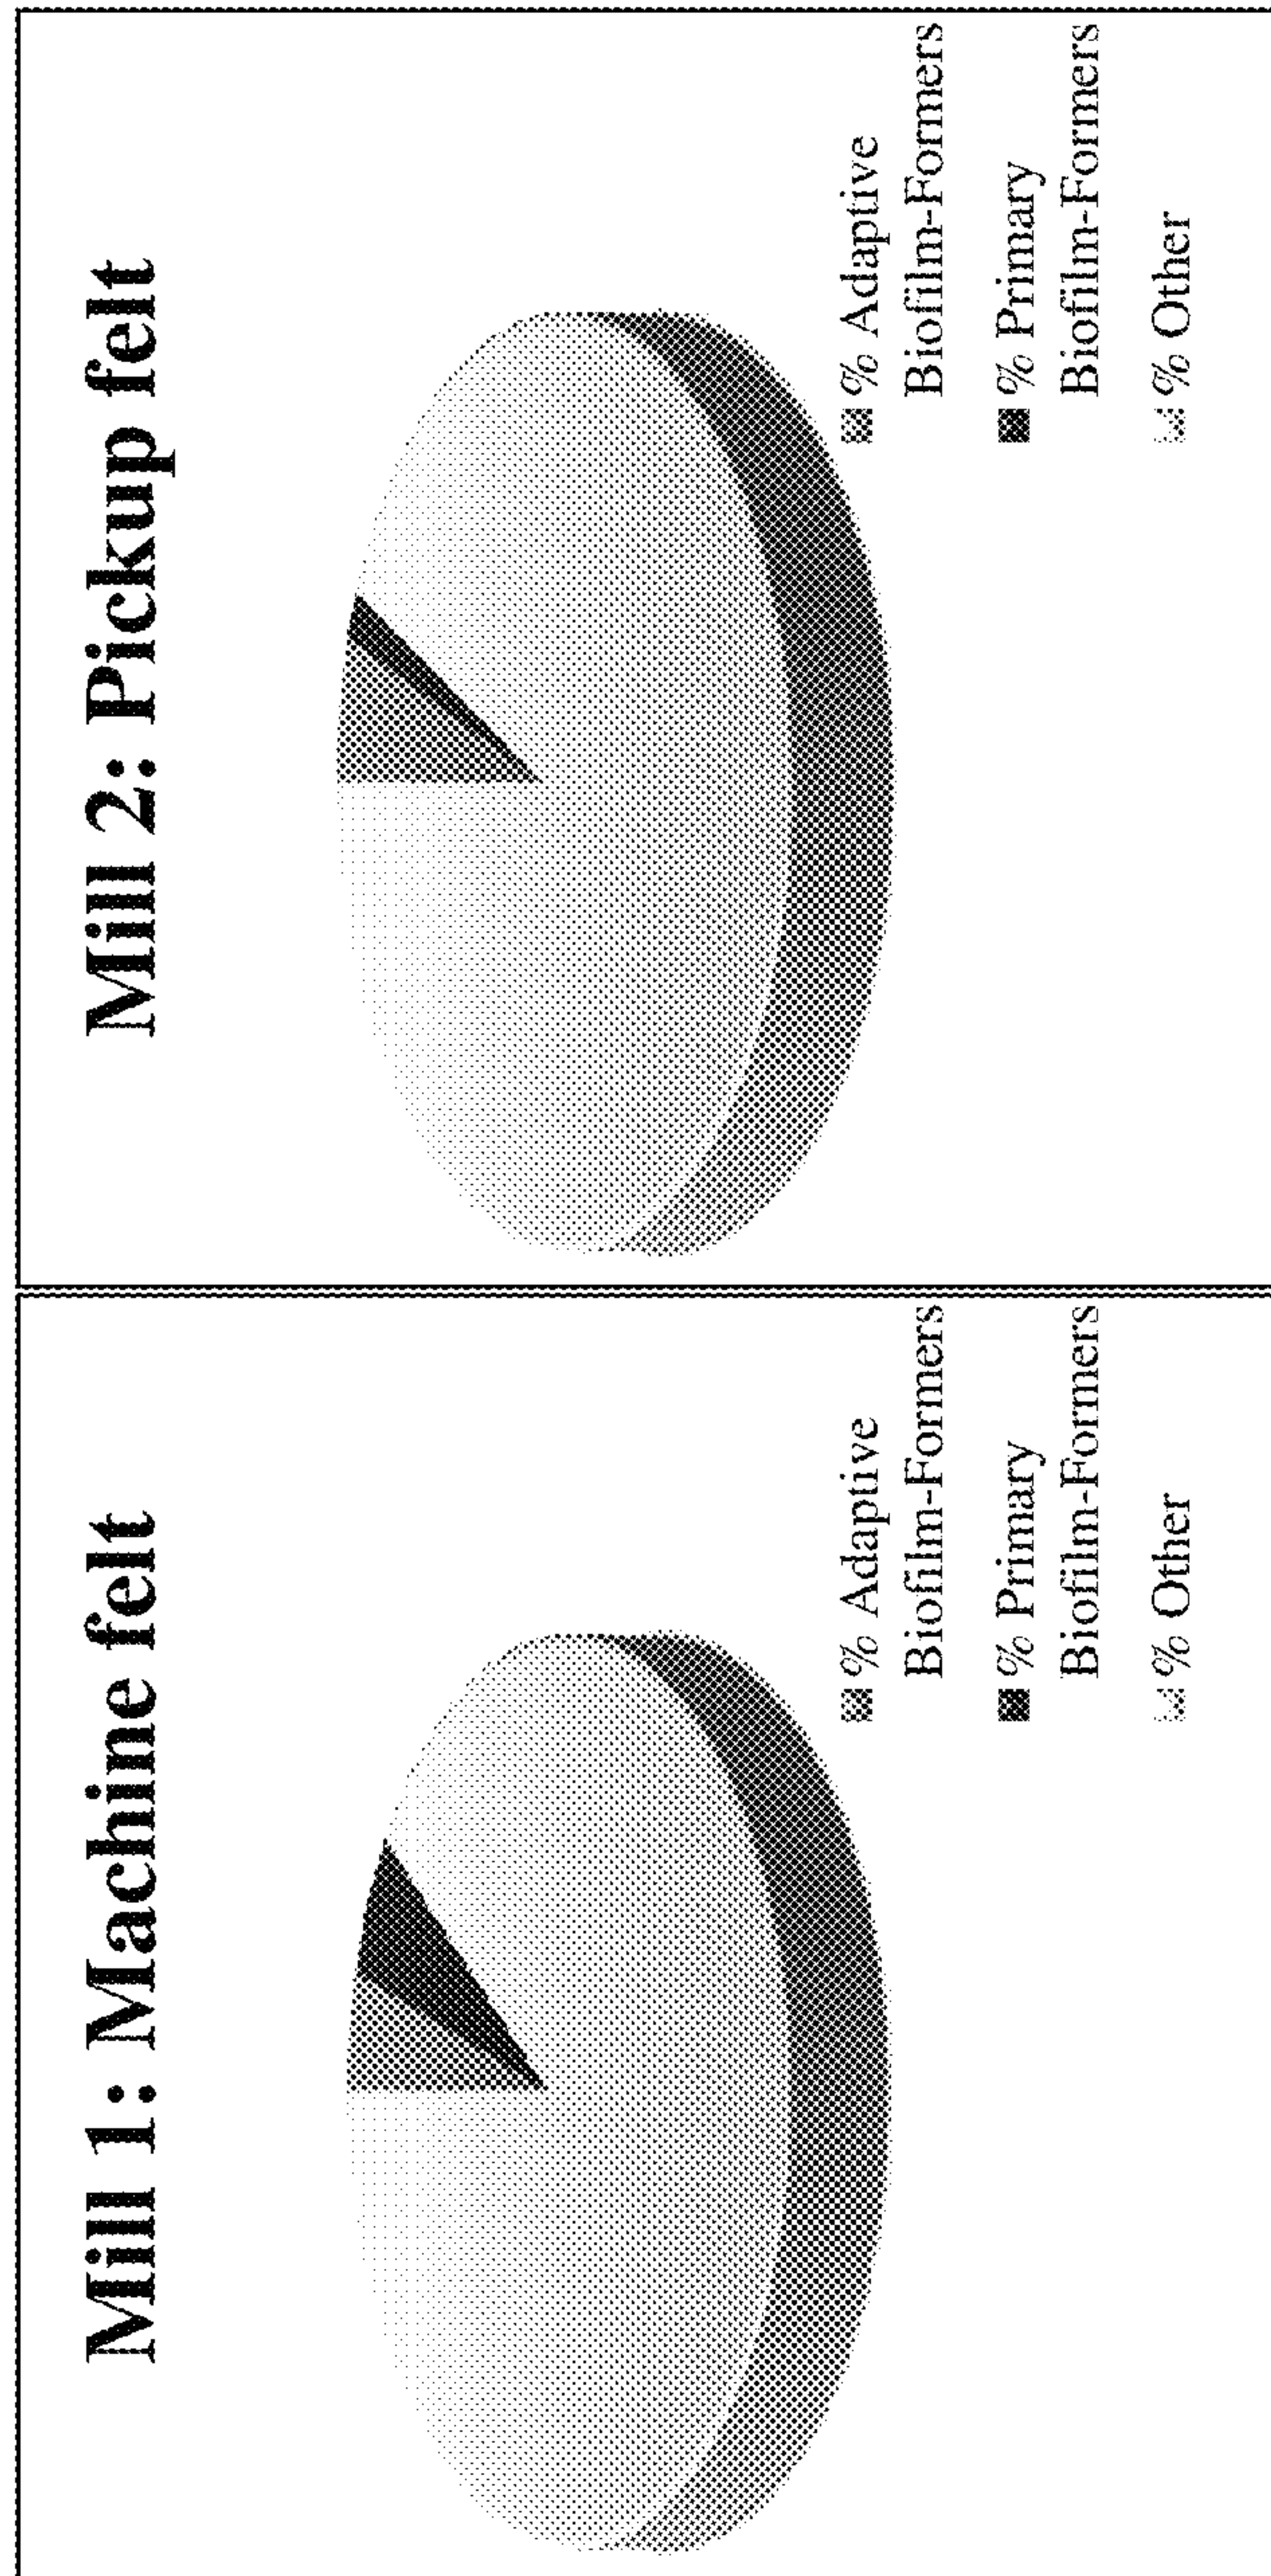 Mill 1: Machine felt
% Adaptive
Biofilm-Formers
% Primary
Biofilm-Formers
% Other
Mill 2: Pickup felt
% Adaptive
Biofilm-Formers
% Primary
Biofilm-Formers
% Other